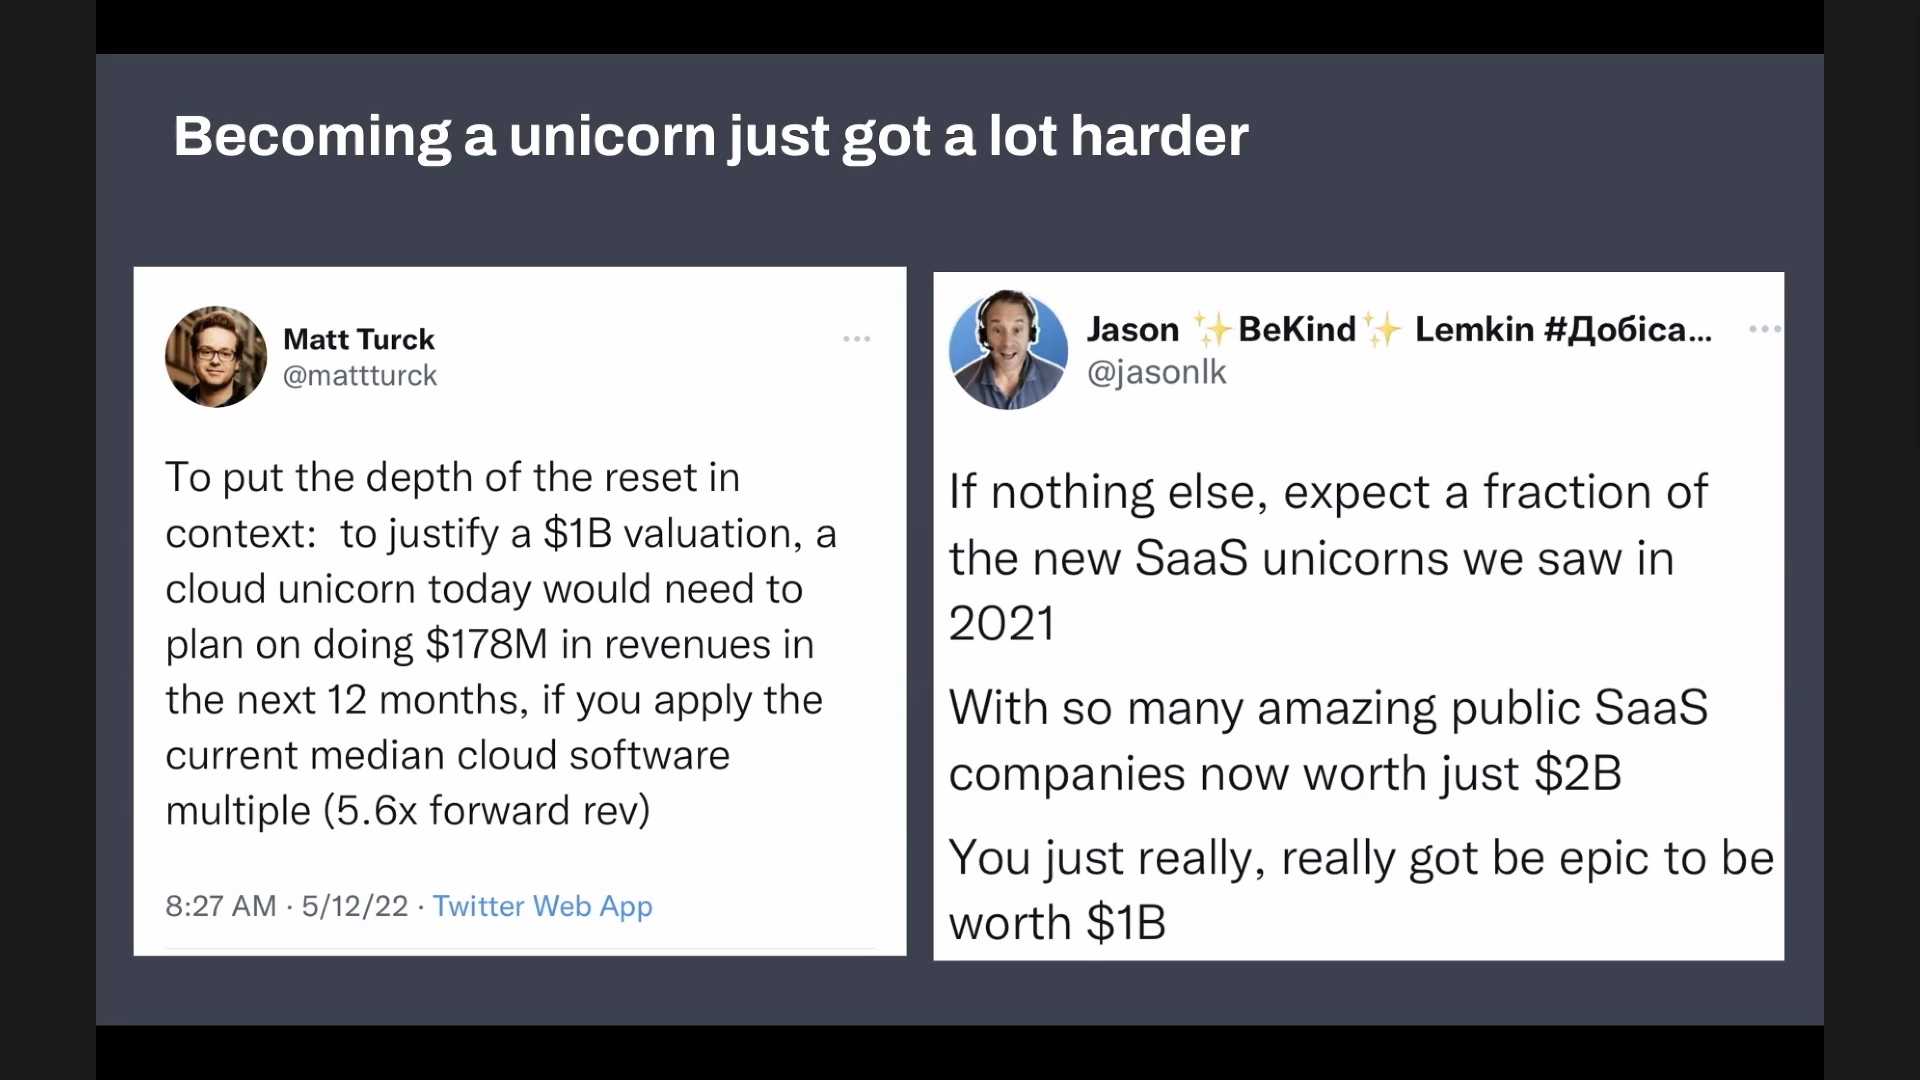 Becoming a unicorn just got a lot harder
Matt Turck
@mattturck
To put the depth of the reset in
context:  to justify a $1B valuation, a
cloud unicorn today would need to
plan on doing $178M in revenues in
the next 12 months, if you apply the
current median cloud software
multiple (5.6x forward rev)
8:27 AM · 5/12/22 · Twitter Web App
Jason ✨BeKind✨ Lemkin #Добіса...
@jasonlk
If nothing else, expect a fraction of
the new SaaS unicorns we saw in
2021
With so many amazing public SaaS
companies now worth just $2B
You just really, really got be epic to be
worth $1B